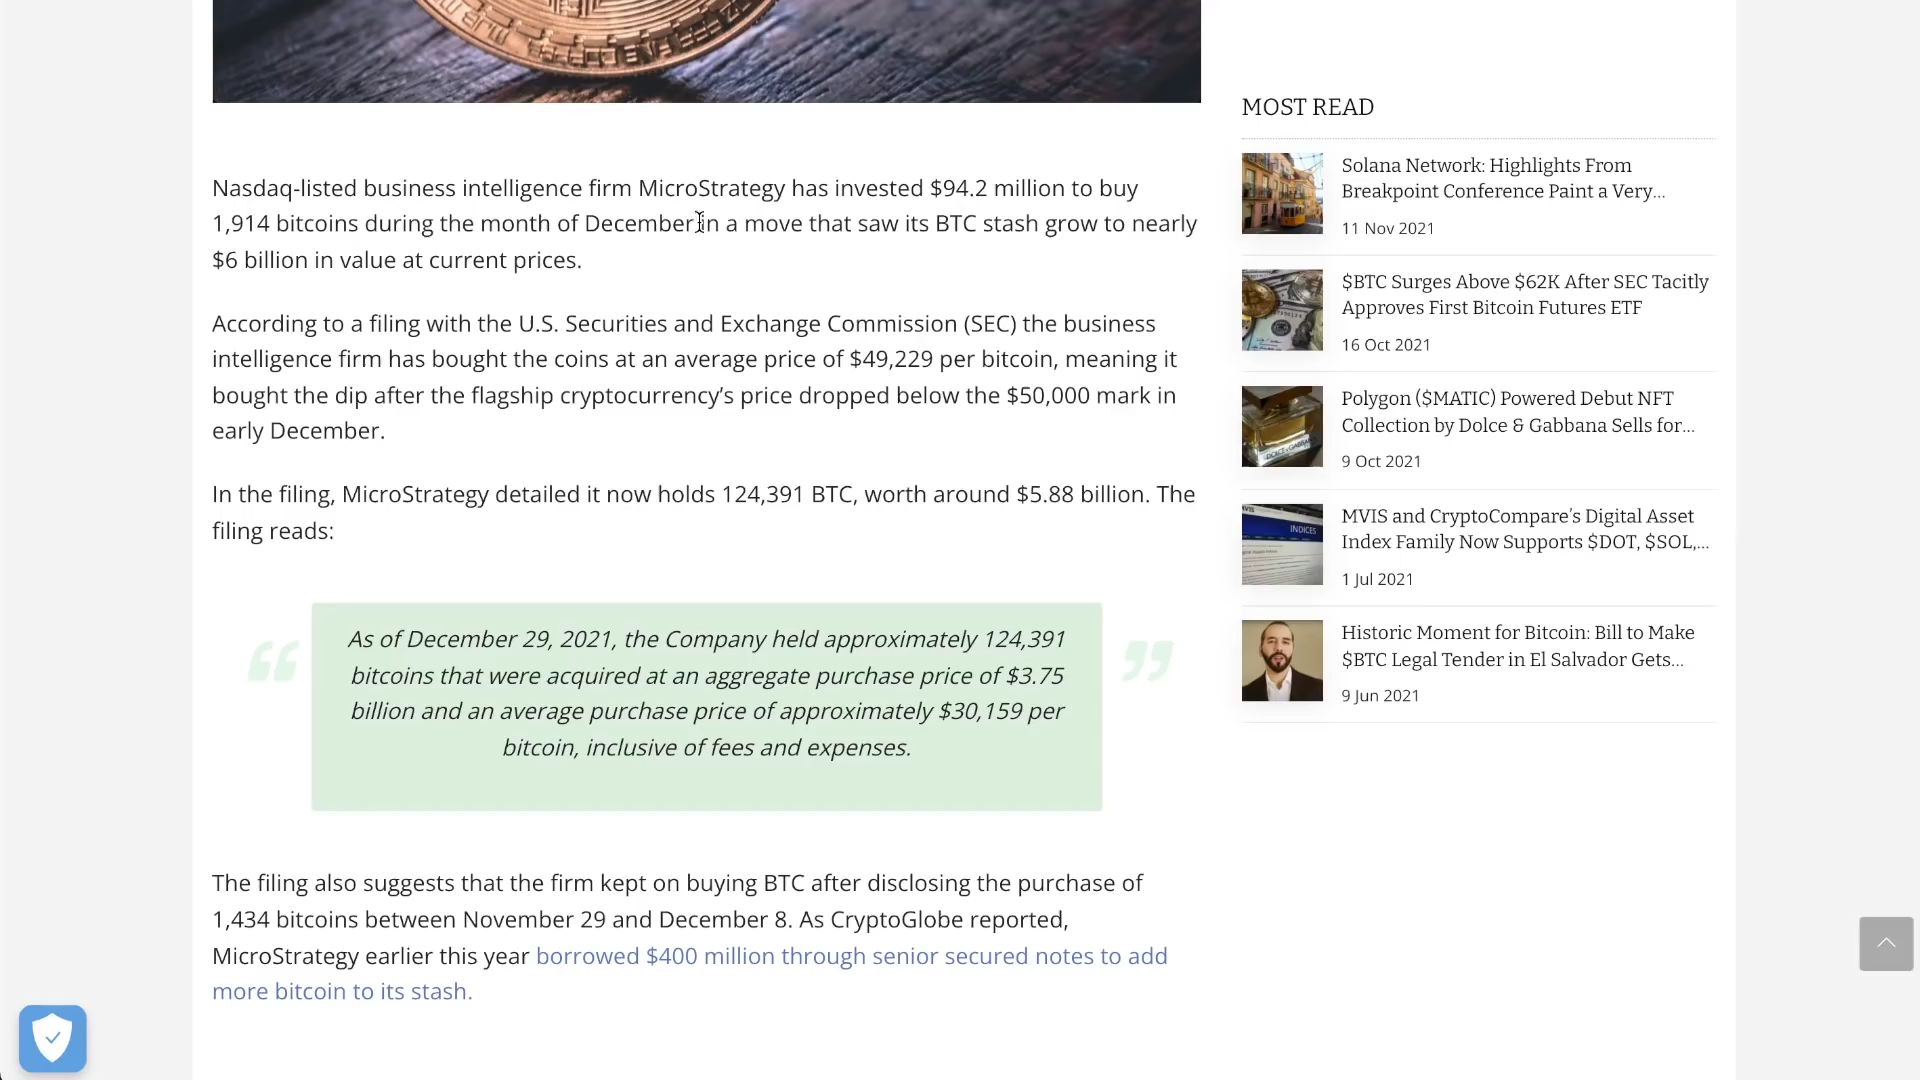 Nasdaq-listed business intelligence firm MicroStrategy has invested $94.2 million to buy
1,914 bitcoins during the month of December in a move that saw its BTC stash grow to nearly
$6 billion in value at current prices.
According to a filing with the U.S. Securities and Exchange Commission (SEC) the business
intelligence firm has bought the coins at an average price of $49,229 per bitcoin, meaning it
bought the dip after the flagship cryptocurrency’s price dropped below the $50,000 mark in
early December.
In the filing, MicroStrategy detailed it now holds 124,391 BTC, worth around $5.88 billion. The
filing reads:
“
As of December 29, 2021, the Company held approximately 124,391
bitcoins that were acquired at an aggregate purchase price of $3.75
billion and an average purchase price of approximately $30,159 per
bitcoin, inclusive of fees and expenses.
”
The filing also suggests that the firm kept on buying BTC after disclosing the purchase of
1,434 bitcoins between November 29 and December 8. As CryptoGlobe reported,
MicroStrategy earlier this year borrowed $400 million through senior secured notes to add
more bitcoin to its stash.
MOST READ
Solana Network: Highlights From
Breakpoint Conference Paint a Very...
11 Nov 2021
$BTC Surges Above $62K After SEC Tacitly
Approves First Bitcoin Futures ETF
16 Oct 2021
Polygon ($MATIC) Powered Debut NFT
Collection by Dolce & Gabbana Sells for...
9 Oct 2021
INDICES
MVIS and CryptoCompare’s Digital Asset
Index Family Now Supports $DOT, $SOL,...
1 Jul 2021
Historic Moment for Bitcoin: Bill to Make
$BTC Legal Tender in El Salvador Gets...
9 Jun 2021